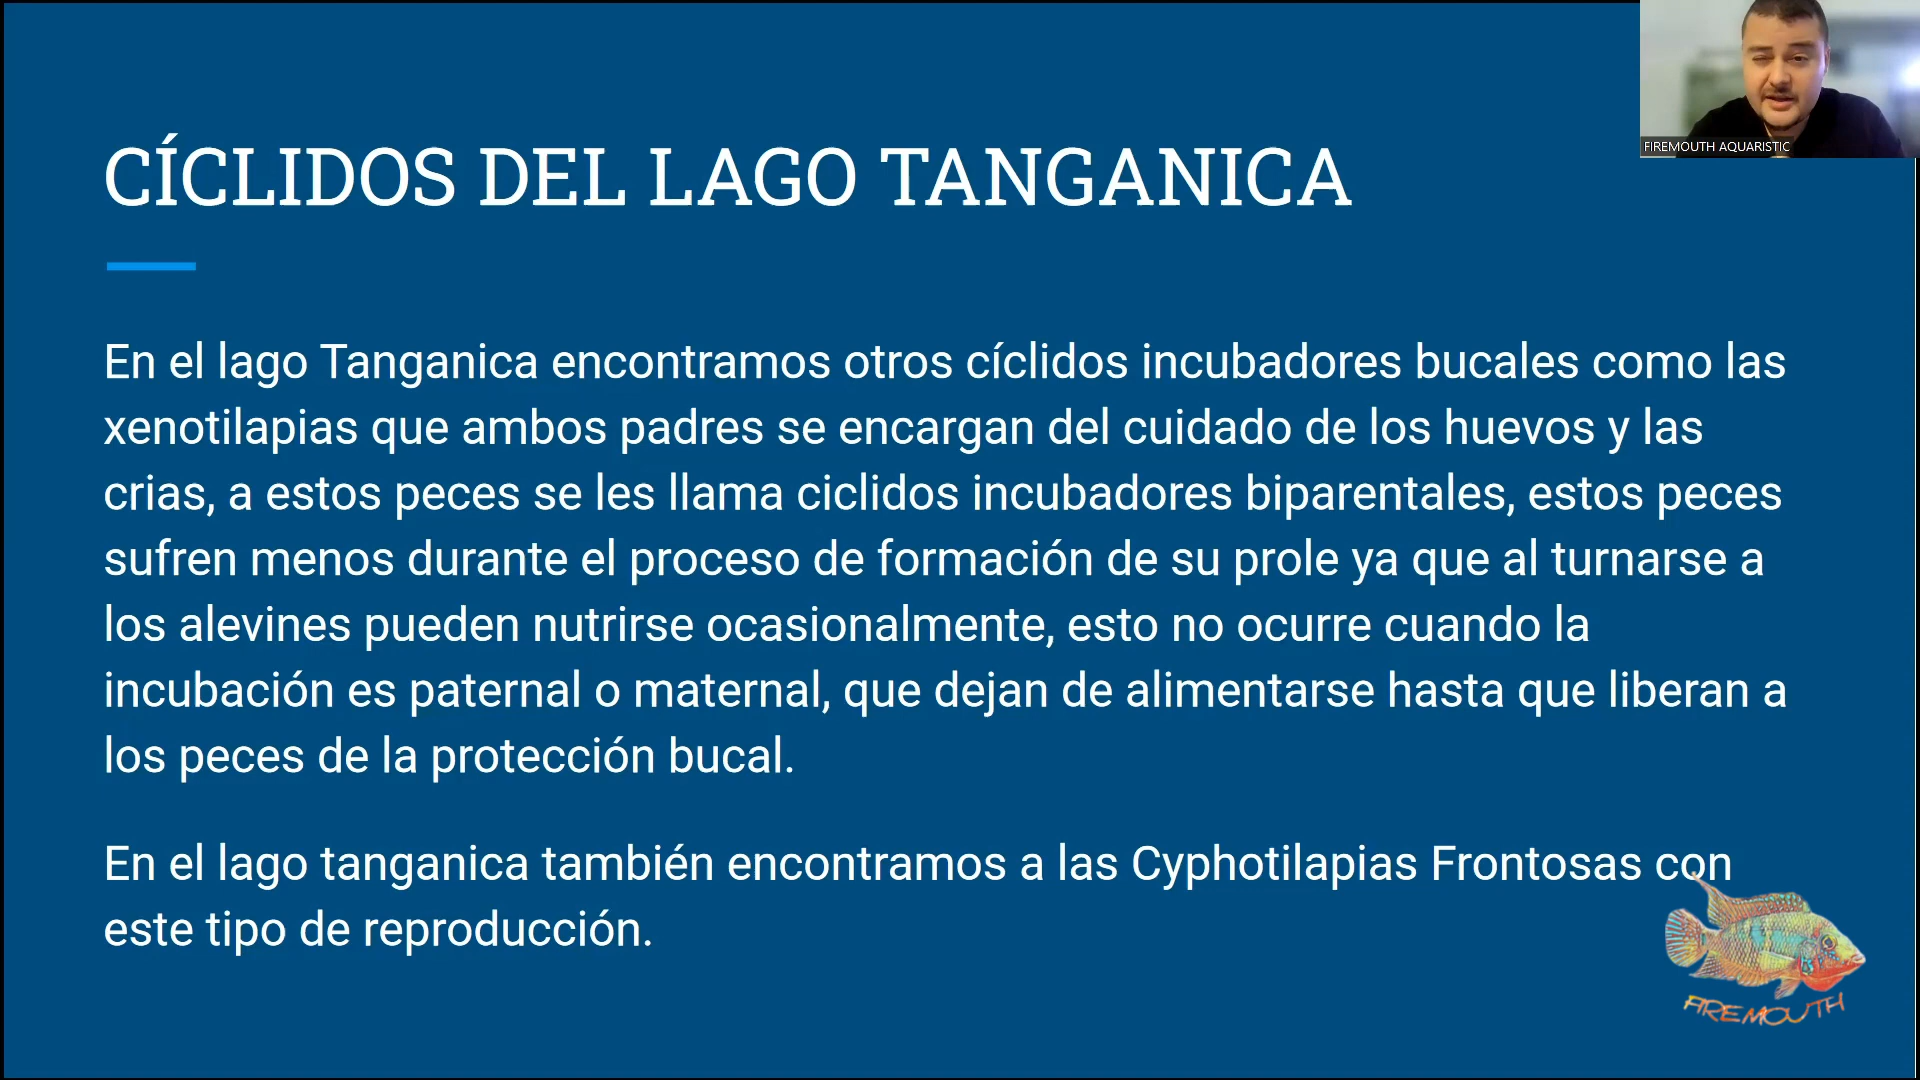 FIREMOUTH AQUARISTIC
CÍCLIDOS DEL LAGO TANGANICA
En el lago Tanganica encontramos otros cíclidos incubadores bucales como las
xenotilapias que ambos padres se encargan del cuidado de los huevos y las
crias, a estos peces se les llama ciclidos incubadores biparentales, estos peces
sufren menos durante el proceso de formación de su prole ya que al turnarse a
los alevines pueden nutrirse ocasionalmente, esto no ocurre cuando la
incubación es paternal o maternal, que dejan de alimentarse hasta que liberan a
los peces de la protección bucal.
En el lago tanganica también encontramos a las Cyphotilapias Frontosas con
este tipo de reproducción.
FIREMOUTH